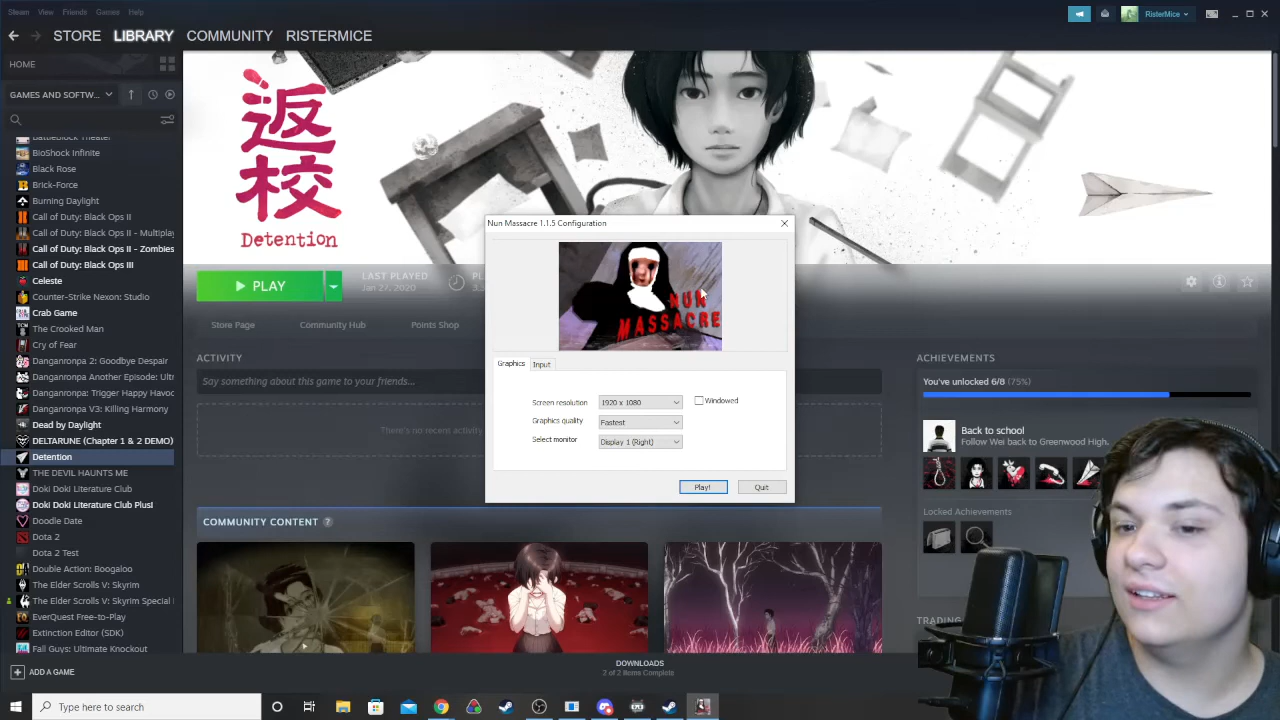 Steam View Friends Games Help
RisterMice
STORE LIBRARY COMMUNITY RISTERMICE
HOME
GAMES AND SOFTW...
BattleBlock Theater
BioShock Infinite
Black Rose
Brick-Force
Burning Daylight
Call of Duty: Black Ops II
Call of Duty: Black Ops II - Multiplay
Call of Duty: Black Ops II - Zombies
Call of Duty: Black Ops III
Celeste
Counter-Strike Nexon: Studio
Crab Game
The Crooked Man
Cry of Fear
Danganronpa 2: Goodbye Despair
Danganronpa Another Episode: Ultr
Danganronpa: Trigger Happy Havoc
Danganronpa V3: Killing Harmony
Dead by Daylight
DELTARUNE (Chapter 1 & 2 DEMO)
Detention
THE DEVIL HAUNTS ME
Doki Doki Literature Club
Doki Doki Literature Club Plus!
Doodle Date
Dota 2
Dota 2 Test
Double Action: Boogaloo
The Elder Scrolls V: Skyrim
The Elder Scrolls V: Skyrim Special
EverQuest Free-to-Play
Extinction Editor (SDK)
Fall Guys: Ultimate Knockout
ADD A GAME
返校
Detention
PLAY
LAST PLAYED
Jan 27, 2020
Store Page Community Hub Points Shop
ACTIVITY
Say something about this game to your friends...
There's no recent activity
COMMUNITY CONTENT ?
Nun Massacre 1.1.5 Configuration
NUN
MASSACRE
Graphics Input
Screen resolution 1920 x 1080 Windowed
Graphics quality Fastest
Select monitor Display 1 (Right)
Play! Quit
ACHIEVEMENTS
You've unlocked 6/8 (75%)
Back to school
Follow Wei back to Greenwood High.
Locked Achievements
TRADING
DOWNLOADS
2 of 2 Items Complete
Type here to search